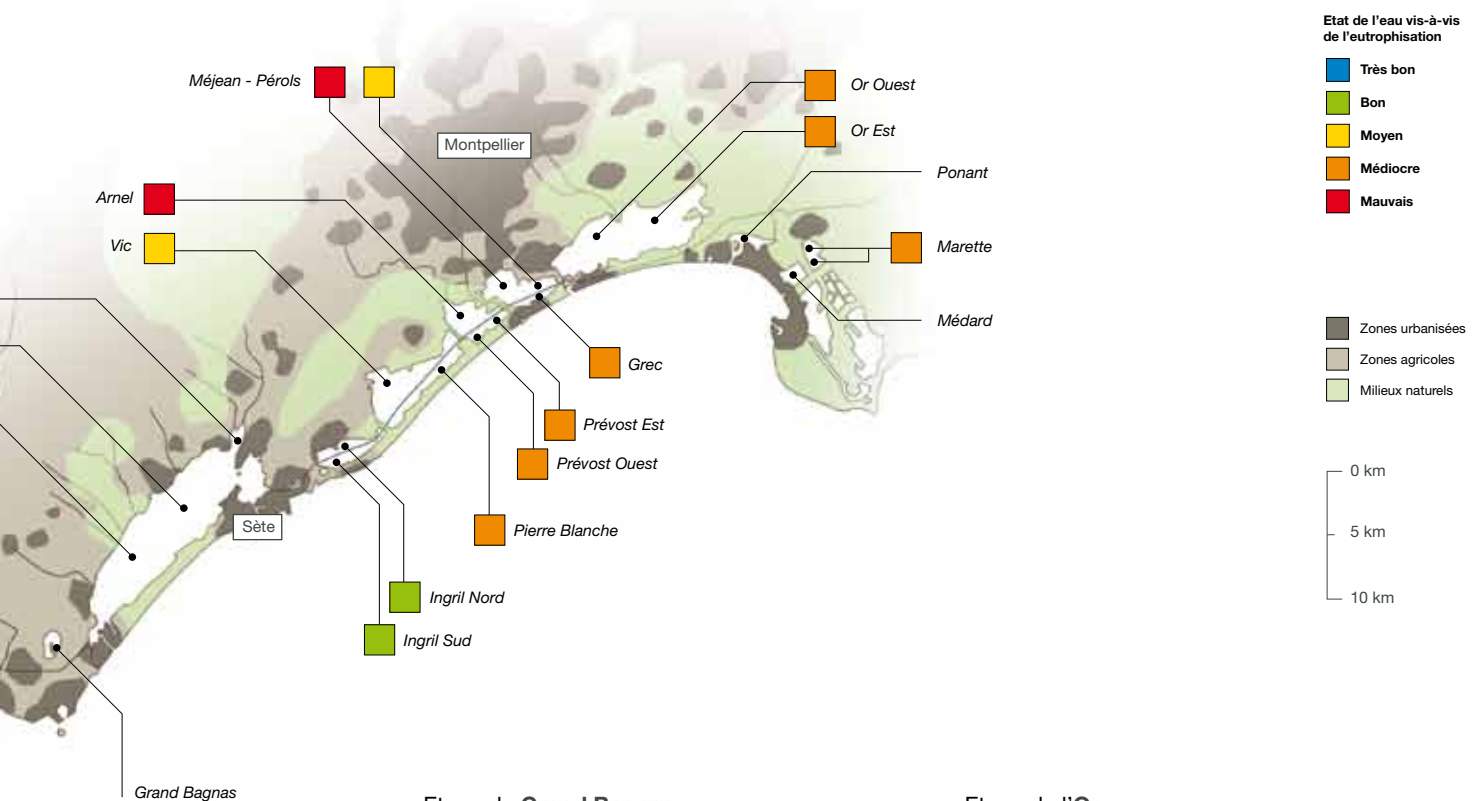 Etat de l'eau vis-à-vis
de l'eutrophisation
Très bon
Bon
Moyen
Médiocre
Mauvais
Méjean - Pérols
Or Ouest
Or Est
Montpellier
Ponant
Arnel
Vic
Marette
Médard
Grec
Prévost Est
Prévost Ouest
Pierre Blanche
Sète
Ingril Nord
Ingril Sud
Grand Bagnas
Zones urbanisées
Zones agricoles
Milieux naturels
0 km
5 km
10 km